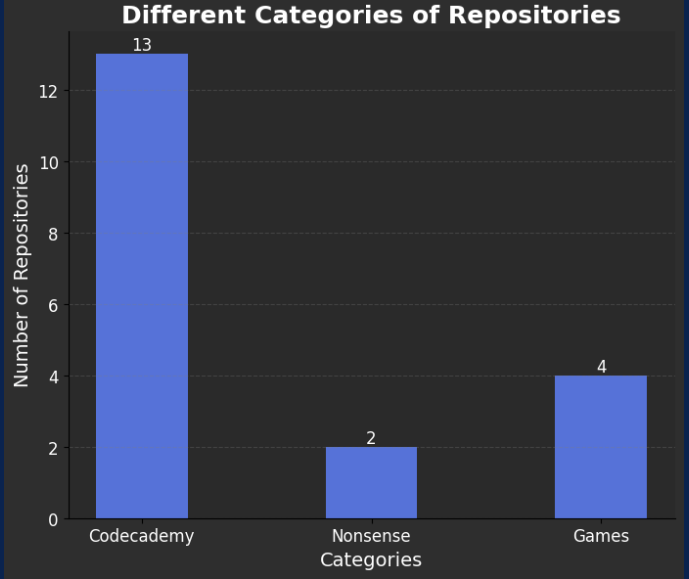 Different Categories of Repositories
13
12
10
8
6
4
2
0
Number of Repositories
2
4
Codecademy Nonsense Games
Categories